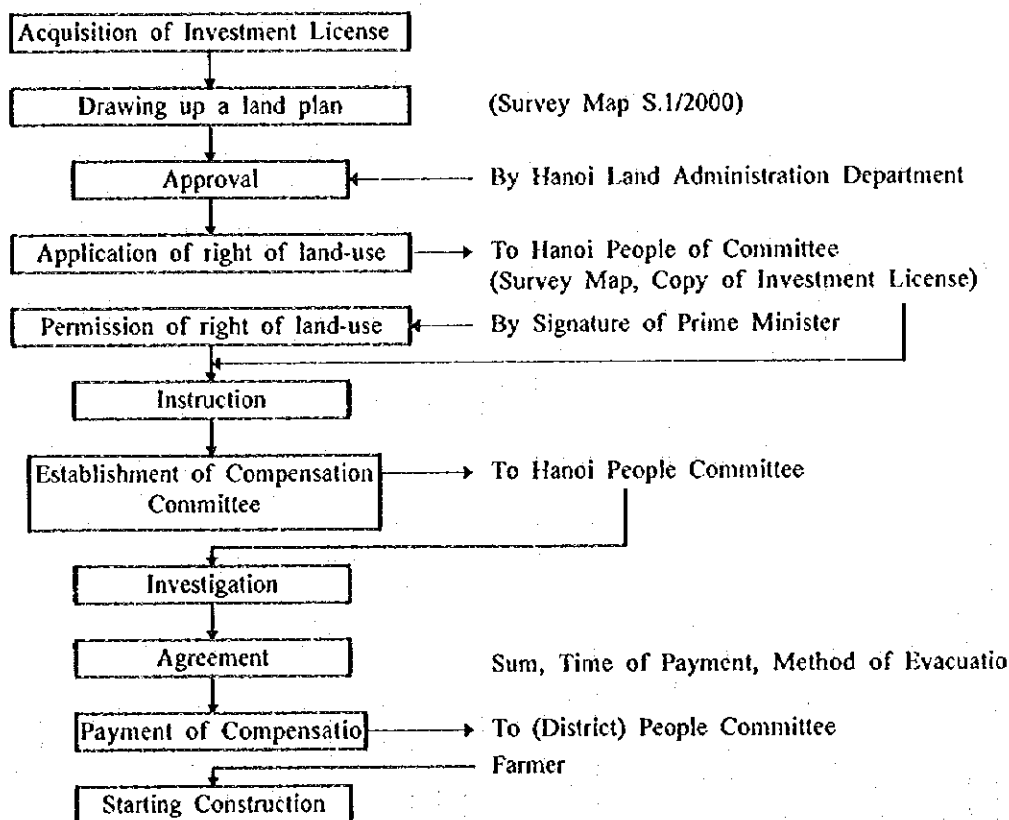 Acquisition of Investment License
Drawing up a land plan (Survey Map S.1/2000)
Approval By Hanoi Land Administration Department
Application of right of land-use To Hanoi People of Committee
(Survey Map, Copy of Investment License)
Permission of right of land-use By Signature of Prime Minister
Instruction
Establishment of Compensation To Hanoi People Committee
Committee
Investigation
Agreement Sum, Time of Payment, Method of Evacuatio
Payment of Compensatio To (District) People Committee
Farmer
Starting Construction